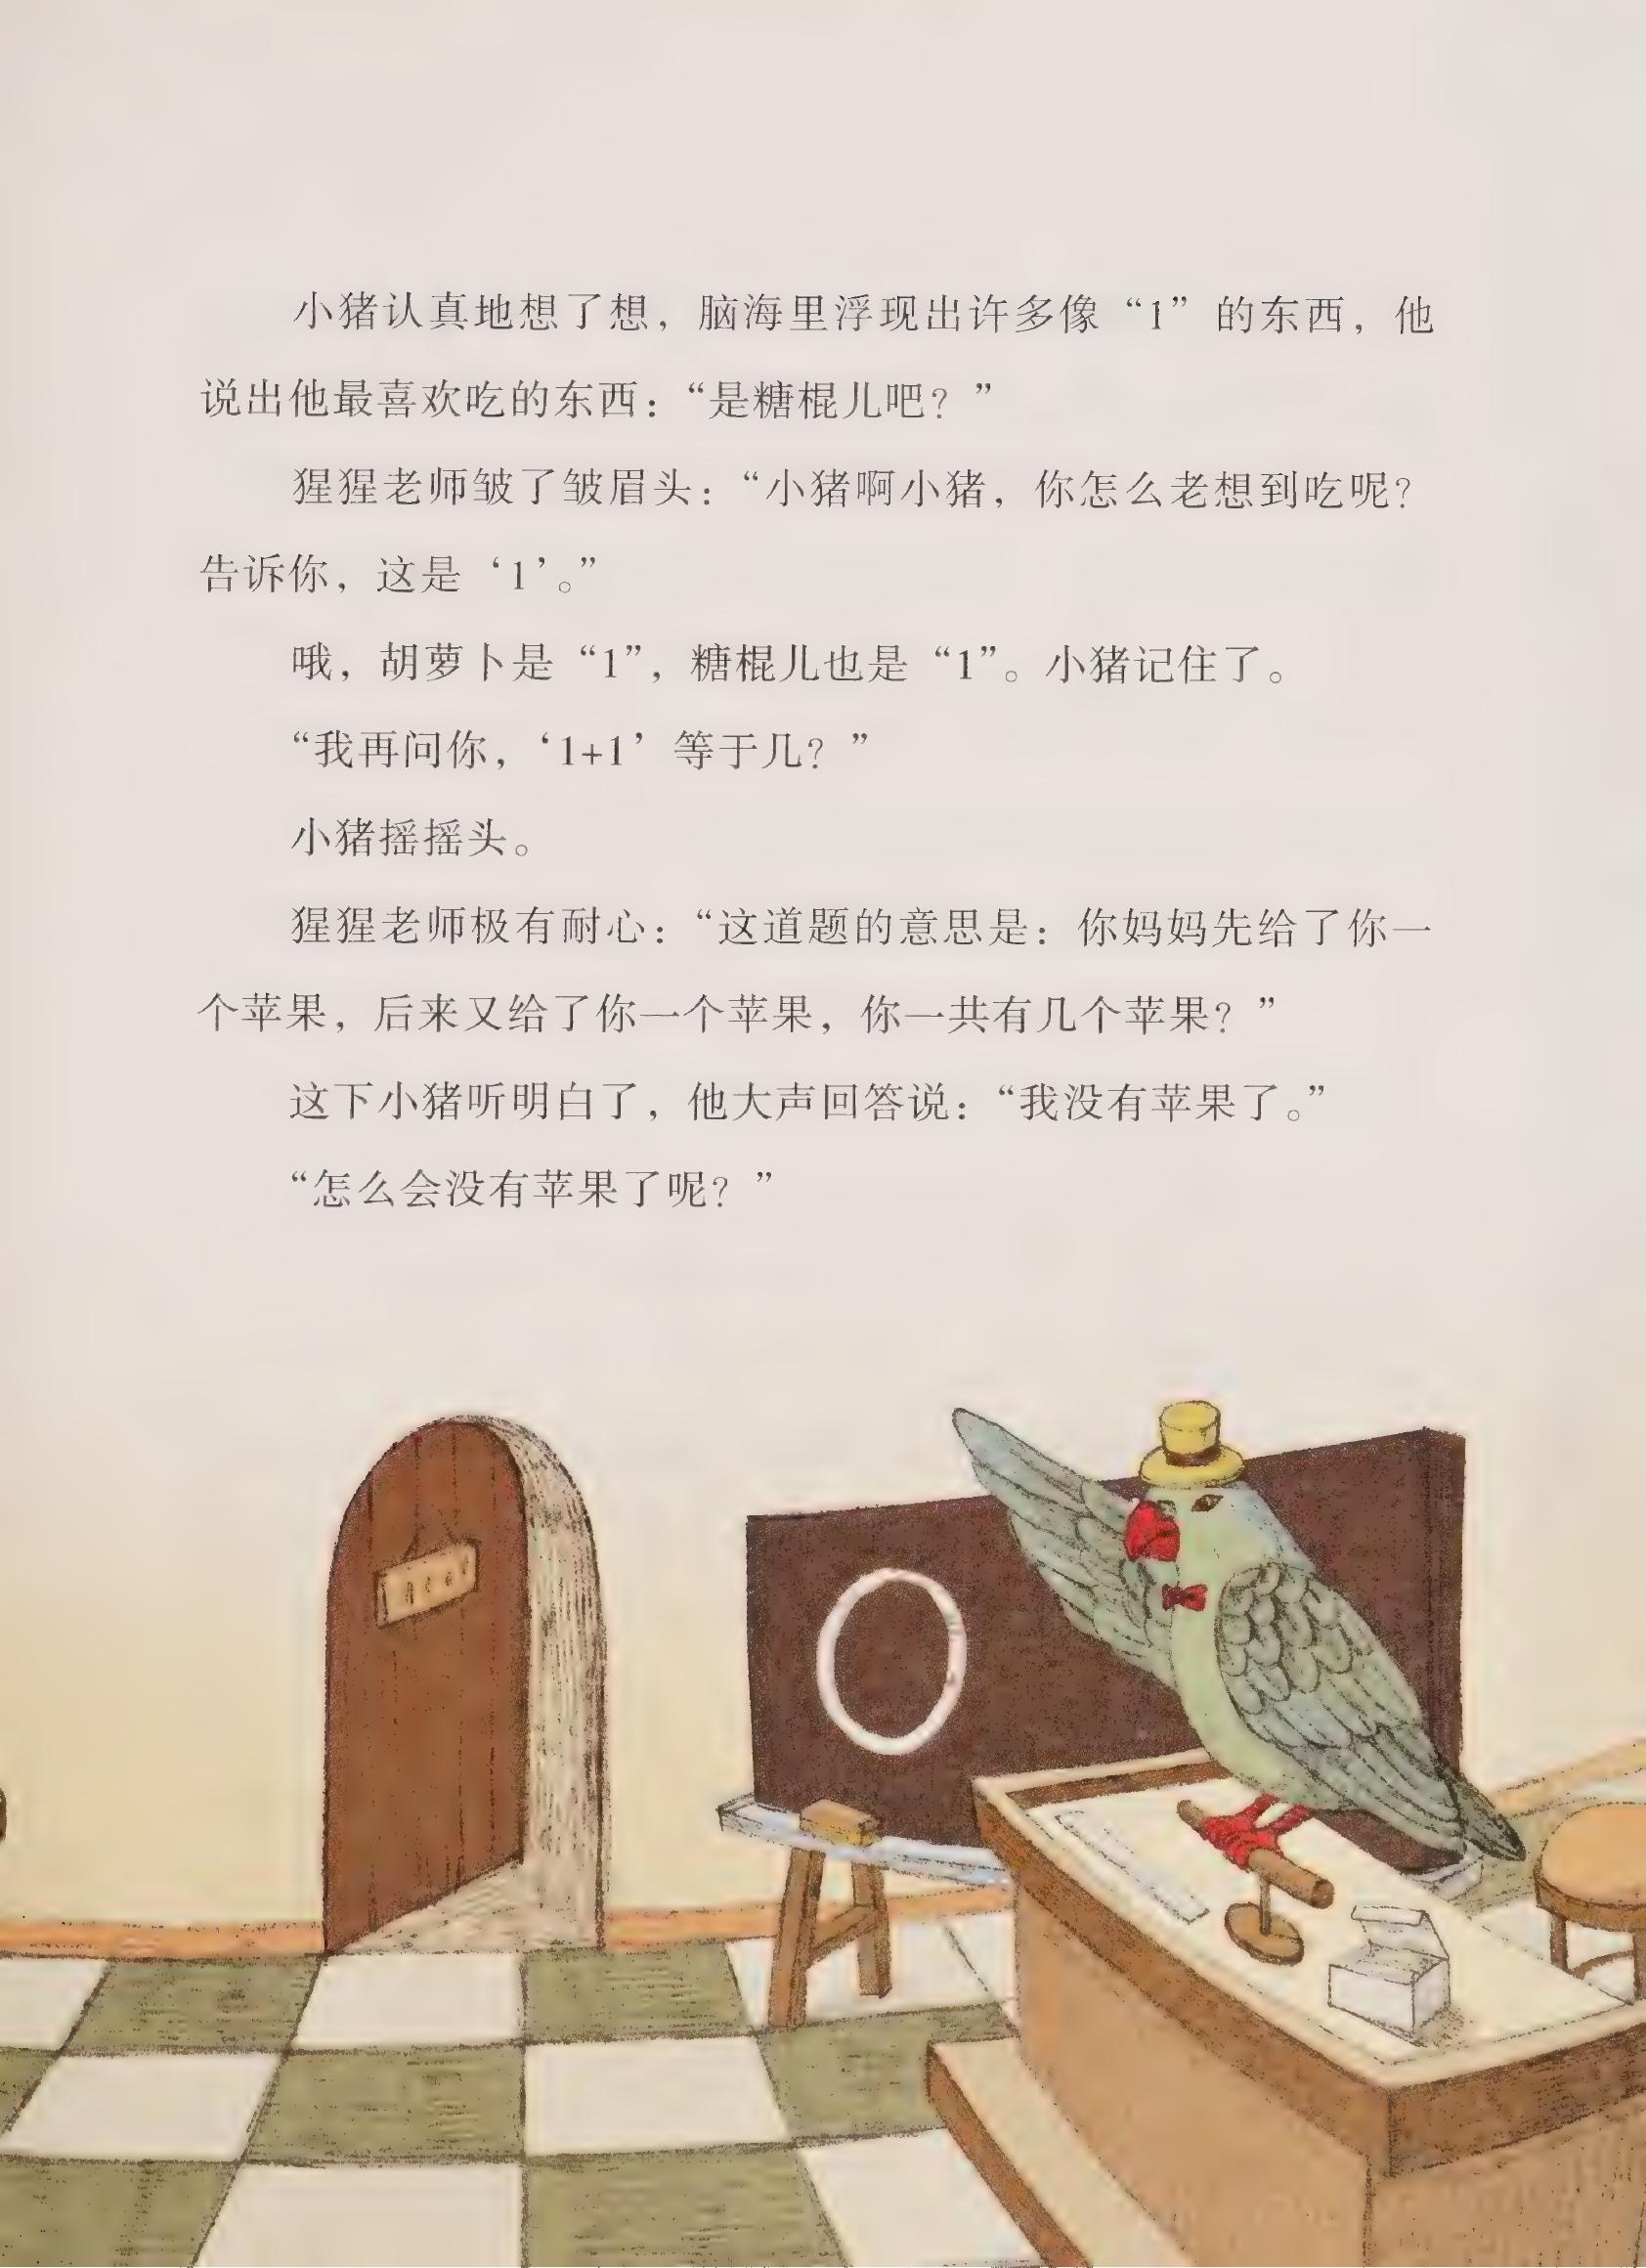 小猪认真地想了想，脑海里浮现出许多像“1”的东西，他
说出他最喜欢吃的东西：“是糖棍儿吧？”
猩猩老师皱了皱眉头：“小猪啊小猪，你怎么老想到吃呢？
告诉你，这是‘1’。”
哦，胡萝卜是“1”，糖棍儿也是“1”。小猪记住了。
“我再问你，‘1+1’等于几？”
小猪摇摇头。
猩猩老师极有耐心：“这道题的意思是：你妈妈先给了你一
个苹果，后来又给了你一个苹果，你一共有几个苹果？”
这下小猪听明白了，他大声回答说：“我没有苹果了。”
“怎么会没有苹果了呢？”
0